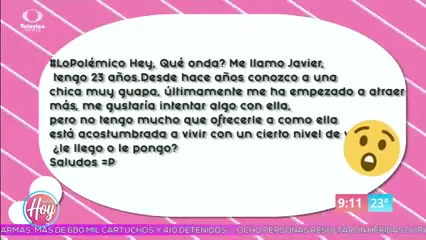 Televisa
#LoPolémico Hey, Qué onda? Me llamo Javier,
tengo 23 años.Desde hace años conozco a una
chica muy guapa, últimamente me ha empezado a atraer
más, me gustaría intentar algo con ella,
pero no tengo mucho que ofrecerle a como ella
está acostumbrada a vivir con un cierto nivel de
¿le llego o le pongo?
Saludos =P
Hoy
9:11 23°
ARMAS, MÁS DE 680 MIL CARTUCHOS Y 410 DETENIDOS OCHO PERSONAS RESULTARON HERIDAS DURA